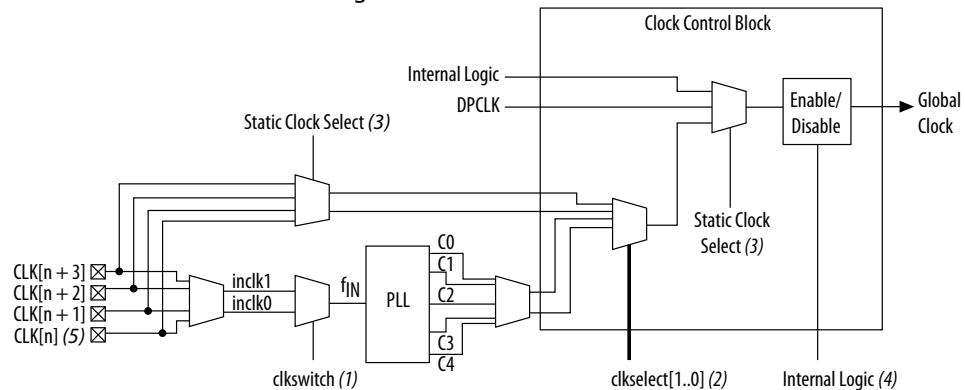 Clock Control Block
Internal Logic
DPCLK
Static Clock Select (3)
Enable/
Disable
Global
Clock
Static Clock
Select (3)
CLK[n + 3]
CLK[n + 2]
CLK[n + 1]
CLK[n] (5)
inclk1
inclk0
fIN
PLL
C0
C1
C2
C3
C4
clkswitch (1)
clkselect[1..0] (2)
Internal Logic (4)